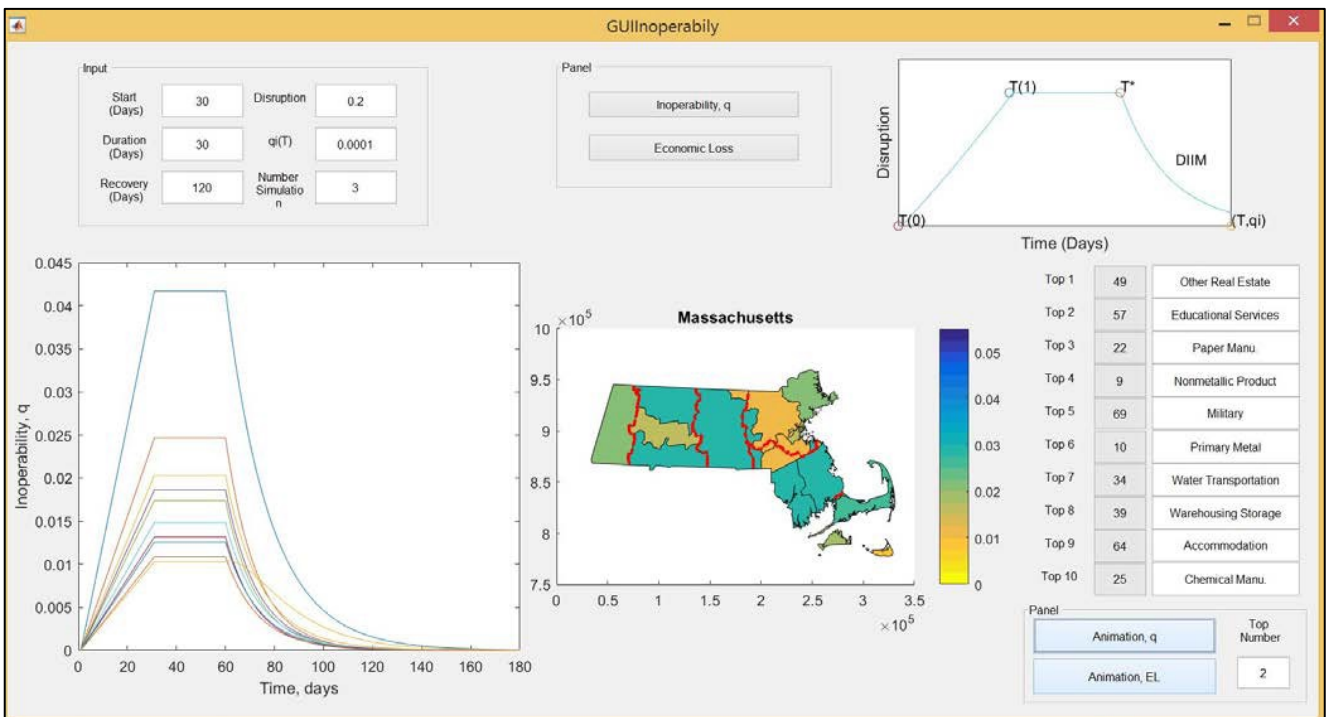 GUIInoperabily
Input
Start
(Days)
30
Disruption
0.2
Duration
(Days)
30
qi(T)
0.0001
Recovery
(Days)
120
Number
Simulatio
n
3
Panel
Inoperability, q
Economic Loss
Disruption
T(0)
T(1)
T*
DIIM
(T,qi)
Time (Days)
Inoperability, q
0.045
0.04
0.035
0.03
0.025
0.02
0.015
0.01
0.005
0
0 20 40 60 80 100 120 140 160 180
Time, days
Massachusetts
×10⁵
10
9.5
9
8.5
8
7.5
0 0.5 1 1.5 2 2.5 3 3.5
×10⁵
0.05
0.04
0.03
0.02
0.01
0
Top 1 49 Other Real Estate
Top 2 57 Educational Services
Top 3 22 Paper Manu.
Top 4 9 Nonmetallic Product
Top 5 69 Military
Top 6 10 Primary Metal
Top 7 34 Water Transportation
Top 8 39 Warehousing Storage
Top 9 64 Accommodation
Top 10 25 Chemical Manu.
Panel
Animation, q
Animation, EL
Top
Number
2